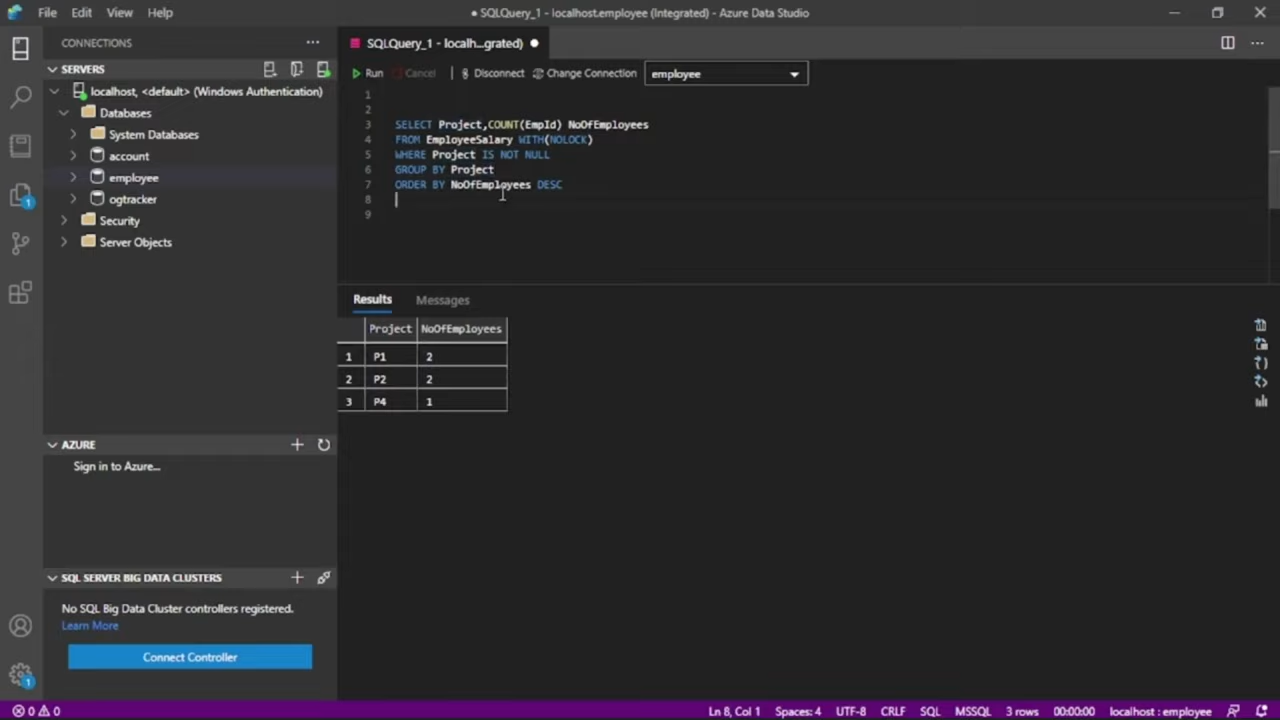 File Edit View Help
● SQLQuery_1 - localhost.employee (Integrated) - Azure Data Studio
CONNECTIONS
SQLQuery_1 - localh...grated)
SERVERS
Run Cancel Disconnect Change Connection employee
localhost, <default> (Windows Authentication)
Databases
System Databases
account
employee
ogtracker
Security
Server Objects
1
2
3 SELECT Project,COUNT(EmpId) NoOfEmployees
4 FROM EmployeeSalary WITH(NOLOCK)
5 WHERE Project IS NOT NULL
6 GROUP BY Project
7 ORDER BY NoOfEmployees DESC
8
9
Results Messages
Project NoOfEmployees
1 P1 2
2 P2 2
3 P4 1
AZURE
Sign in to Azure...
SQL SERVER BIG DATA CLUSTERS
No SQL Big Data Cluster controllers registered.
Learn More
Connect Controller
1
1
0 0
Ln 8, Col 1 Spaces: 4 UTF-8 CRLF SQL MSSQL 3 rows 00:00:00 localhost : employee